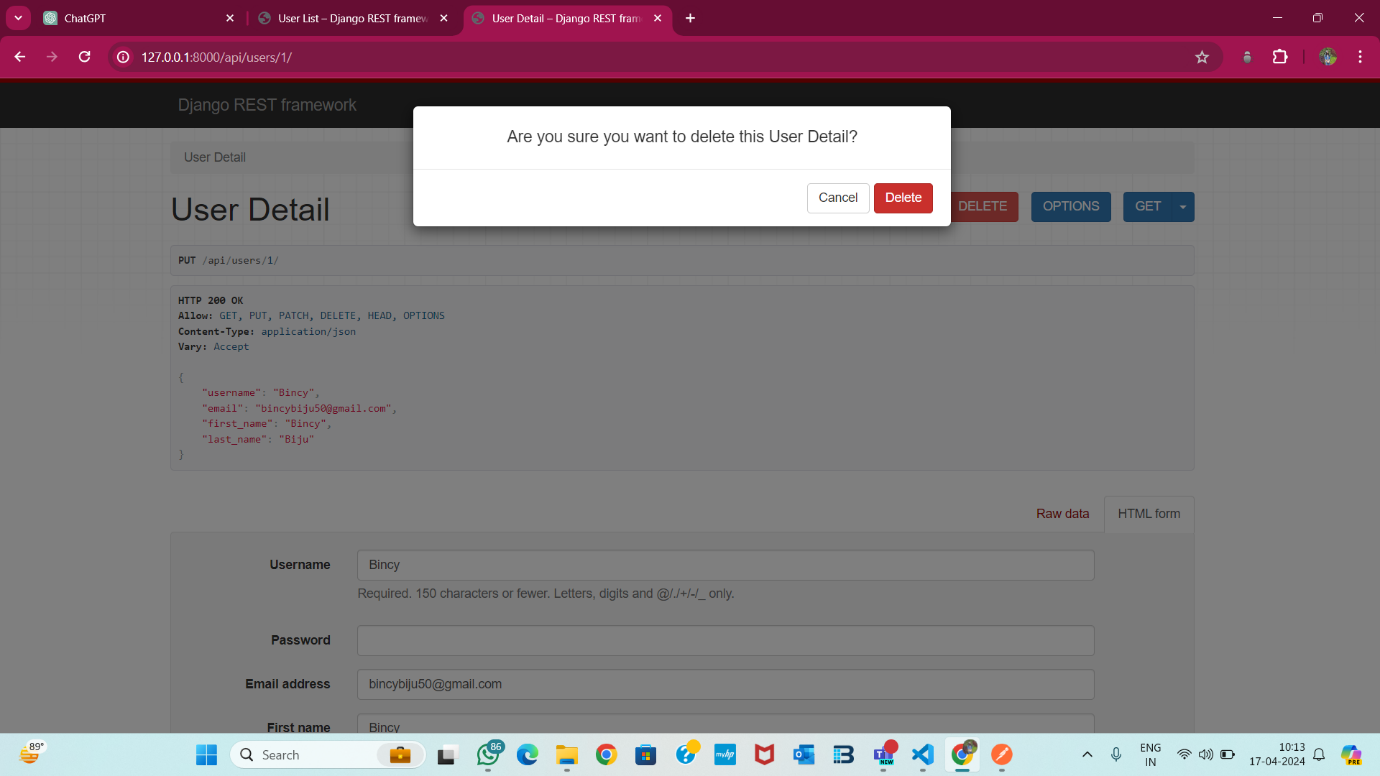 ChatGPT
User List – Django REST framew
User Detail – Django REST fram
127.0.0.1:8000/api/users/1/
Django REST framework
Are you sure you want to delete this User Detail?
Cancel
Delete
User Detail
User Detail
DELETE
OPTIONS
GET
PUT /api/users/1/
HTTP 200 OK
Allow: GET, PUT, PATCH, DELETE, HEAD, OPTIONS
Content-Type: application/json
Vary: Accept
{
"username": "Bincy",
"email": "bincybiju50@gmail.com",
"first_name": "Bincy",
"last_name": "Biju"
}
Raw data
HTML form
Username
Bincy
Required. 150 characters or fewer. Letters, digits and @/./+/-/_ only.
Password
Email address
bincybiju50@gmail.com
First name
Bincy
89°
Search
86
myhp
NEW
ENG
IN
10:13
17-04-2024
PRE